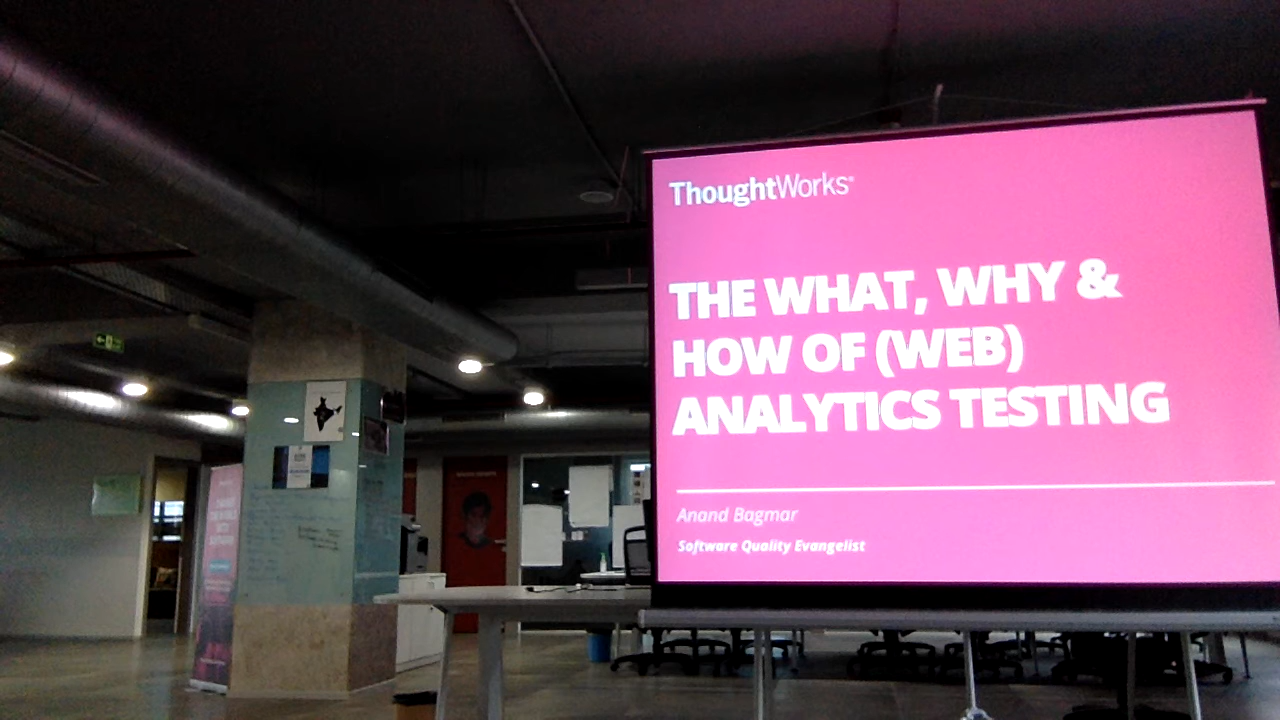 ThoughtWorks®
THE WHAT, WHY &
HOW OF (WEB)
ANALYTICS TESTING
Anand Bagmar
Software Quality Evangelist